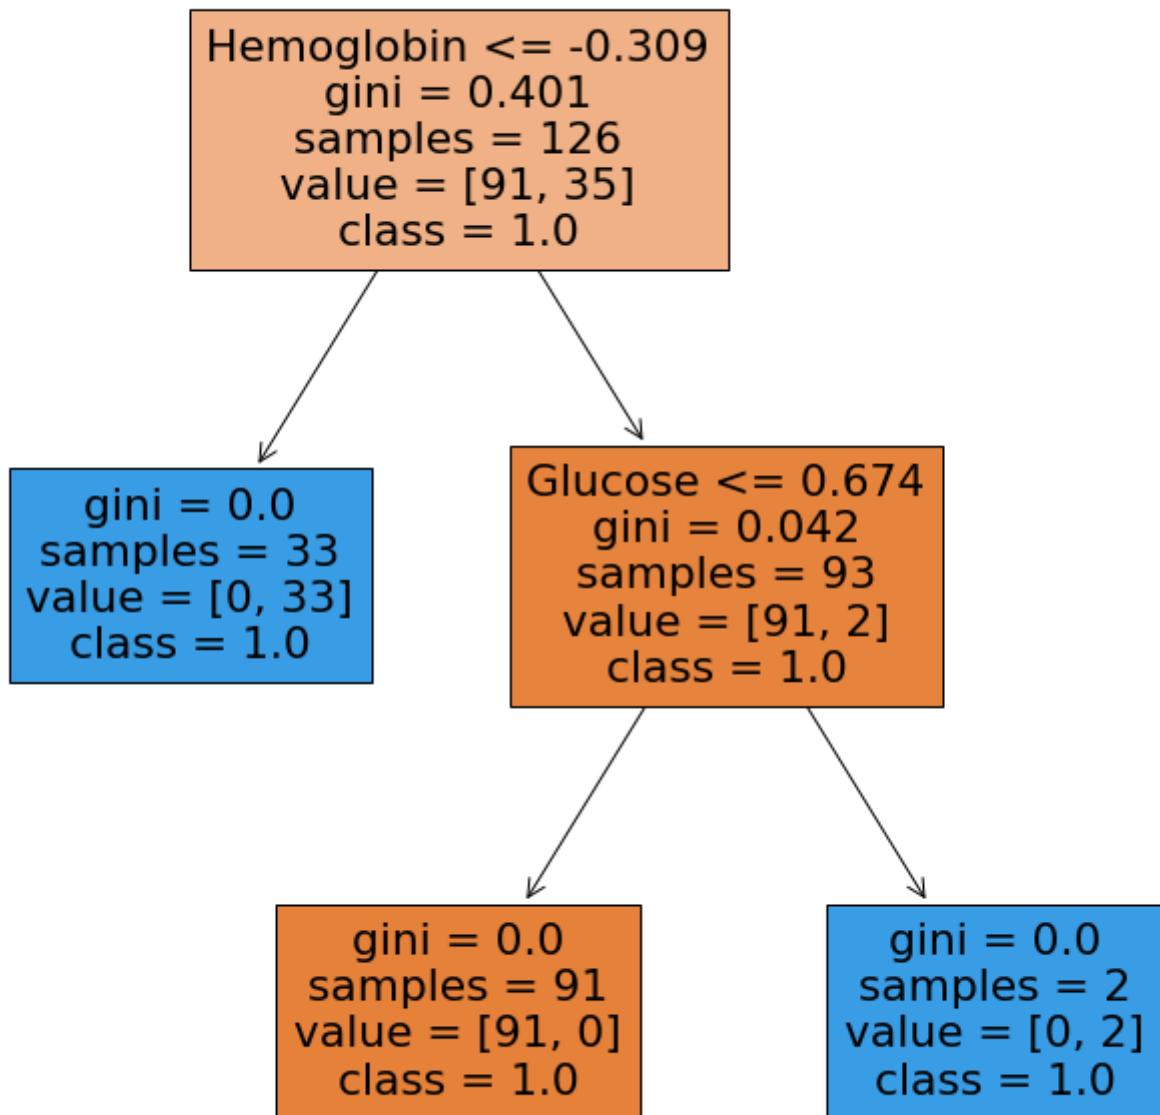 Hemoglobin <= -0.309
gini = 0.401
samples = 126
value = [91, 35]
class = 1.0
gini = 0.0
samples = 33
value = [0, 33]
class = 1.0
Glucose <= 0.674
gini = 0.042
samples = 93
value = [91, 2]
class = 1.0
gini = 0.0
samples = 91
value = [91, 0]
class = 1.0
gini = 0.0
samples = 2
value = [0, 2]
class = 1.0